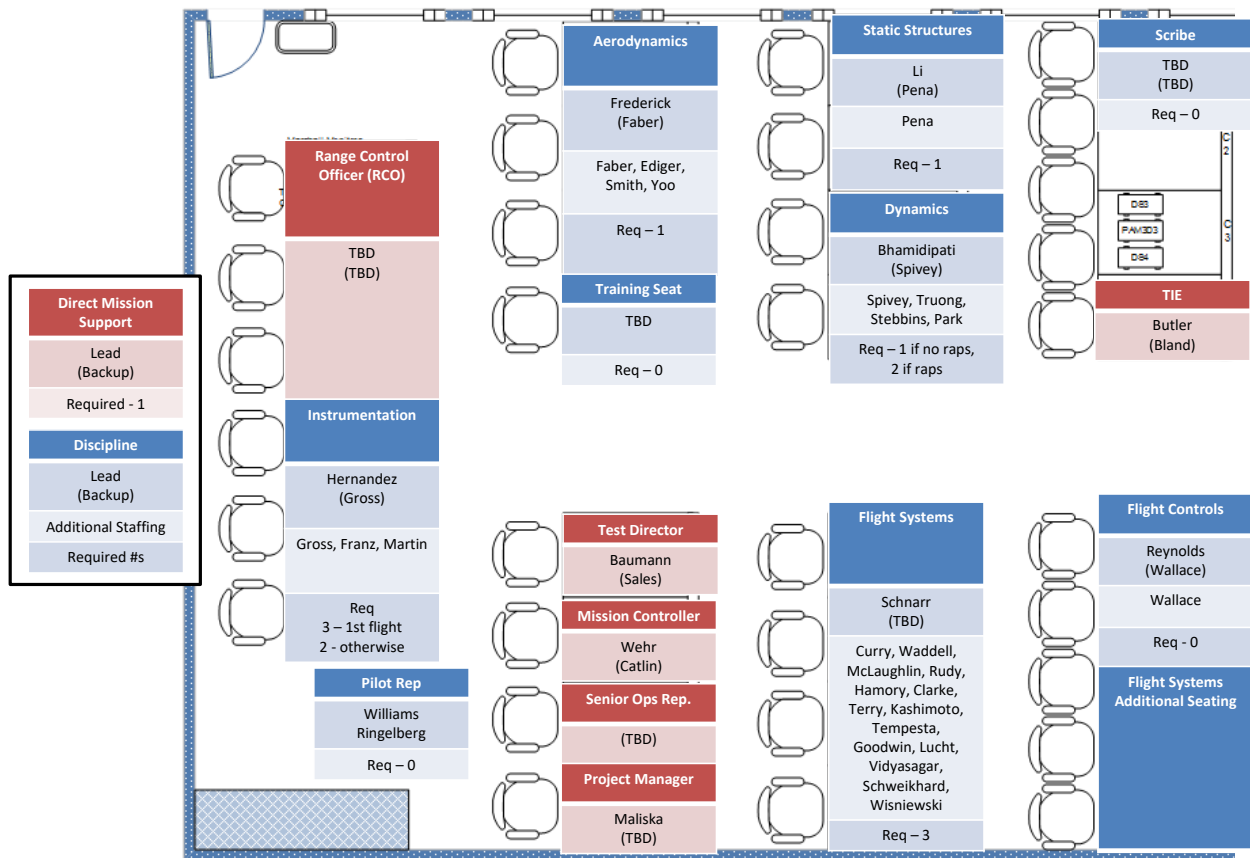 Direct Mission
Support
Lead
(Backup)
Required - 1
Discipline
Lead
(Backup)
Additional Staffing
Required #s
Range Control
Officer (RCO)
TBD
(TBD)
Instrumentation
Hernandez
(Gross)
Gross, Franz, Martin
Req
3 – 1st flight
2 - otherwise
Pilot Rep
Williams
Ringelberg
Req – 0
Aerodynamics
Frederick
(Faber)
Faber, Ediger,
Smith, Yoo
Req – 1
Training Seat
TBD
Req – 0
Test Director
Baumann
(Sales)
Mission Controller
Wehr
(Catlin)
Senior Ops Rep.
(TBD)
Project Manager
Maliska
(TBD)
Static Structures
Li
(Pena)
Pena
Req – 1
Dynamics
Bhamidipati
(Spivey)
Spivey, Truong,
Stebbins, Park
Req – 1 if no raps,
2 if raps
Flight Systems
Schnarr
(TBD)
Curry, Waddell,
McLaughlin, Rudy,
Hamory, Clarke,
Terry, Kashimoto,
Tempesta,
Goodwin, Lucht,
Vidyasagar,
Schweikhard,
Wisniewski
Req – 3
Scribe
TBD
(TBD)
Req – 0
C
2
DB3
PAM3D3
DB4
C
3
TIE
Butler
(Bland)
Flight Controls
Reynolds
(Wallace)
Wallace
Req - 0
Flight Systems
Additional Seating